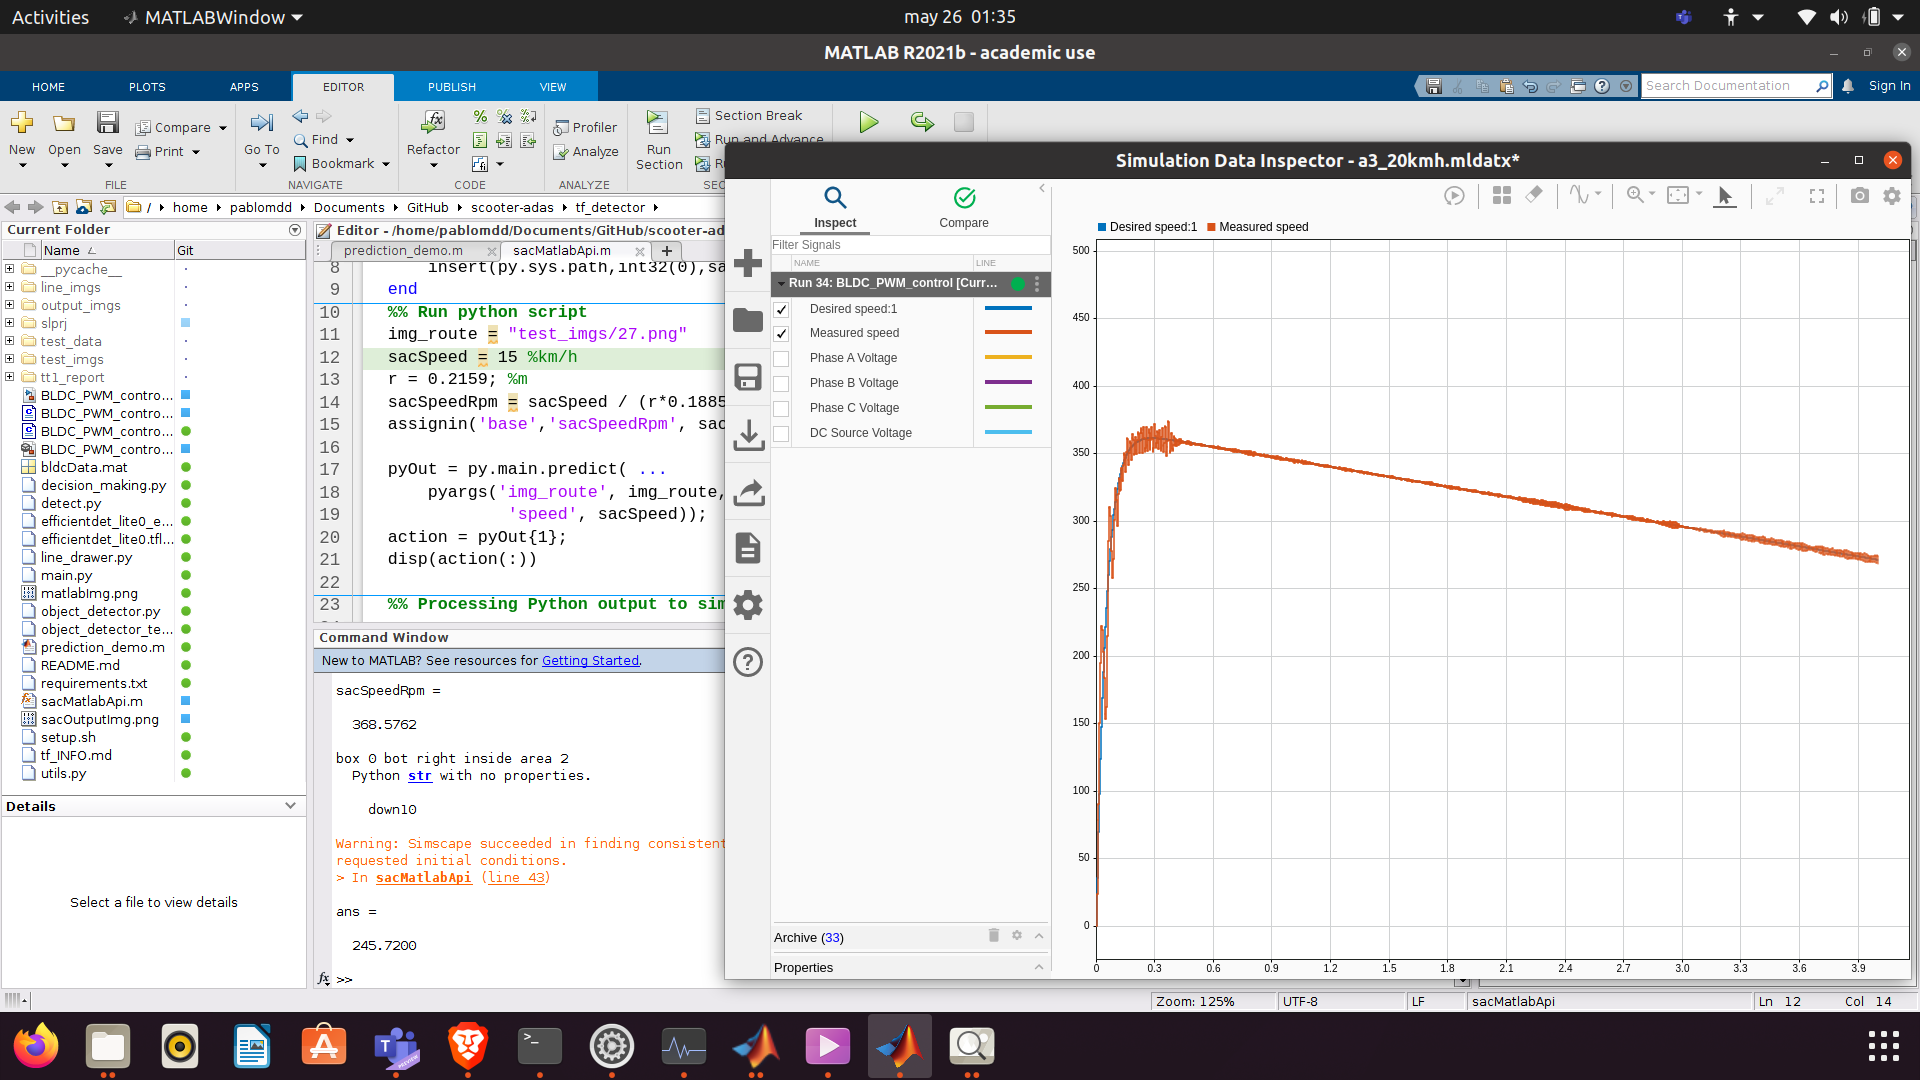 Activities
MATLABWindow
may 26  01:35
MATLAB R2021b - academic use
HOME
PLOTS
APPS
EDITOR
PUBLISH
VIEW
Search Documentation
Sign In
New
Open
Save
Compare
Print
FILE
Go To
Find
Bookmark
NAVIGATE
Refactor
CODE
Profiler
Analyze
ANALYZE
Run Section
Section Break
Run and Advance
/ home pablomdd Documents GitHub scooter-adas tf_detector
Current Folder
Name
Git
__pycache__
line_imgs
output_imgs
slprj
test_data
test_imgs
tt1_report
BLDC_PWM_contro...
BLDC_PWM_contro...
BLDC_PWM_contro...
BLDC_PWM_contro...
bldcData.mat
decision_making.py
detect.py
efficientdet_lite0_e...
efficientdet_lite0.tfl...
line_drawer.py
main.py
matlabImg.png
object_detector.py
object_detector_te...
prediction_demo.m
README.md
requirements.txt
sacMatlabApi.m
sacOutputImg.png
setup.sh
tf_INFO.md
utils.py
Details
Select a file to view details
Editor - /home/pablomdd/Documents/GitHub/scooter-ad
prediction_demo.m
sacMatlabApi.m
8 insert(py.sys.path,int32(0),sa
9 end
10 %% Run python script
11 img_route = "test_imgs/27.png"
12 sacSpeed = 15 %km/h
13 r = 0.2159; %m
14 sacSpeedRpm = sacSpeed / (r*0.1885
15 assignin('base','sacSpeedRpm', sac
16
17 pyOut = py.main.predict( ...
18 pyargs('img_route', img_route,
19 'speed', sacSpeed));
20 action = pyOut{1};
21 disp(action(:))
22
23 %% Processing Python output to sim
Command Window
New to MATLAB? See resources for Getting Started.
sacSpeedRpm =
368.5762
box 0 bot right inside area 2
Python str with no properties.
down10
Warning: Simscape succeeded in finding consistent
requested initial conditions.
> In sacMatlabApi (line 43)
ans =
245.7200
fx >>
Simulation Data Inspector - a3_20kmh.mldatx*
Inspect
Compare
Filter Signals
NAME
LINE
Run 34: BLDC_PWM_control [Curr...
Desired speed:1
Measured speed
Phase A Voltage
Phase B Voltage
Phase C Voltage
DC Source Voltage
Archive (33)
Properties
Desired speed:1
Measured speed
500
450
400
350
300
250
200
150
100
50
0
0 0.3 0.6 0.9 1.2 1.5 1.8 2.1 2.4 2.7 3.0 3.3 3.6 3.9
Zoom: 125%
UTF-8
LF
sacMatlabApi
Ln 12 Col 14